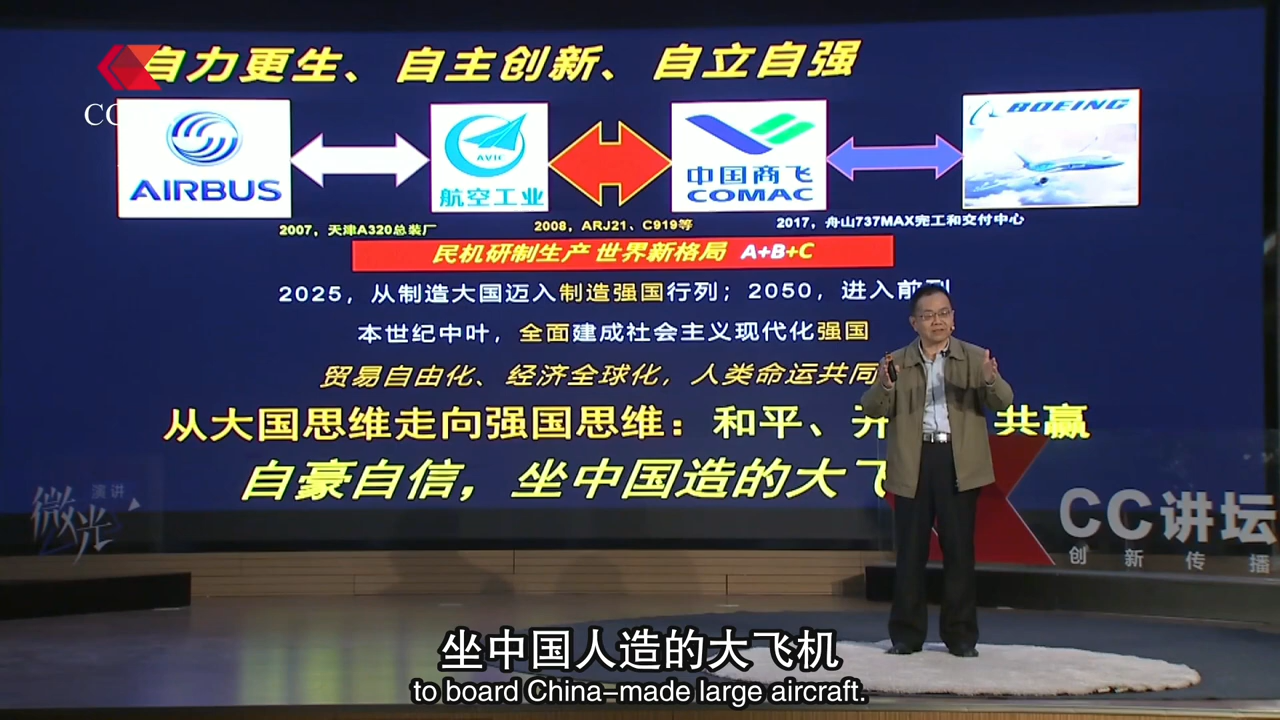 自力更生、自主创新、自立自强
CC
AIRBUS
AVIC
航空工业
中国商飞
COMAC
BOEING
2007，天津A320总装厂
2008，ARJ21、C919等
2017，舟山737MAX完工和交付中心
民机研制生产 世界新格局 A+B+C
2025，从制造大国迈入制造强国行列；2050，进入前列
本世纪中叶，全面建成社会主义现代化强国
贸易自由化、经济全球化，人类命运共同
从大国思维走向强国思维：和平、开 共赢
自豪自信，坐中国造的大飞
微光
演讲
CC讲坛
创新传播
坐中国人造的大飞机
to board China-made large aircraft.